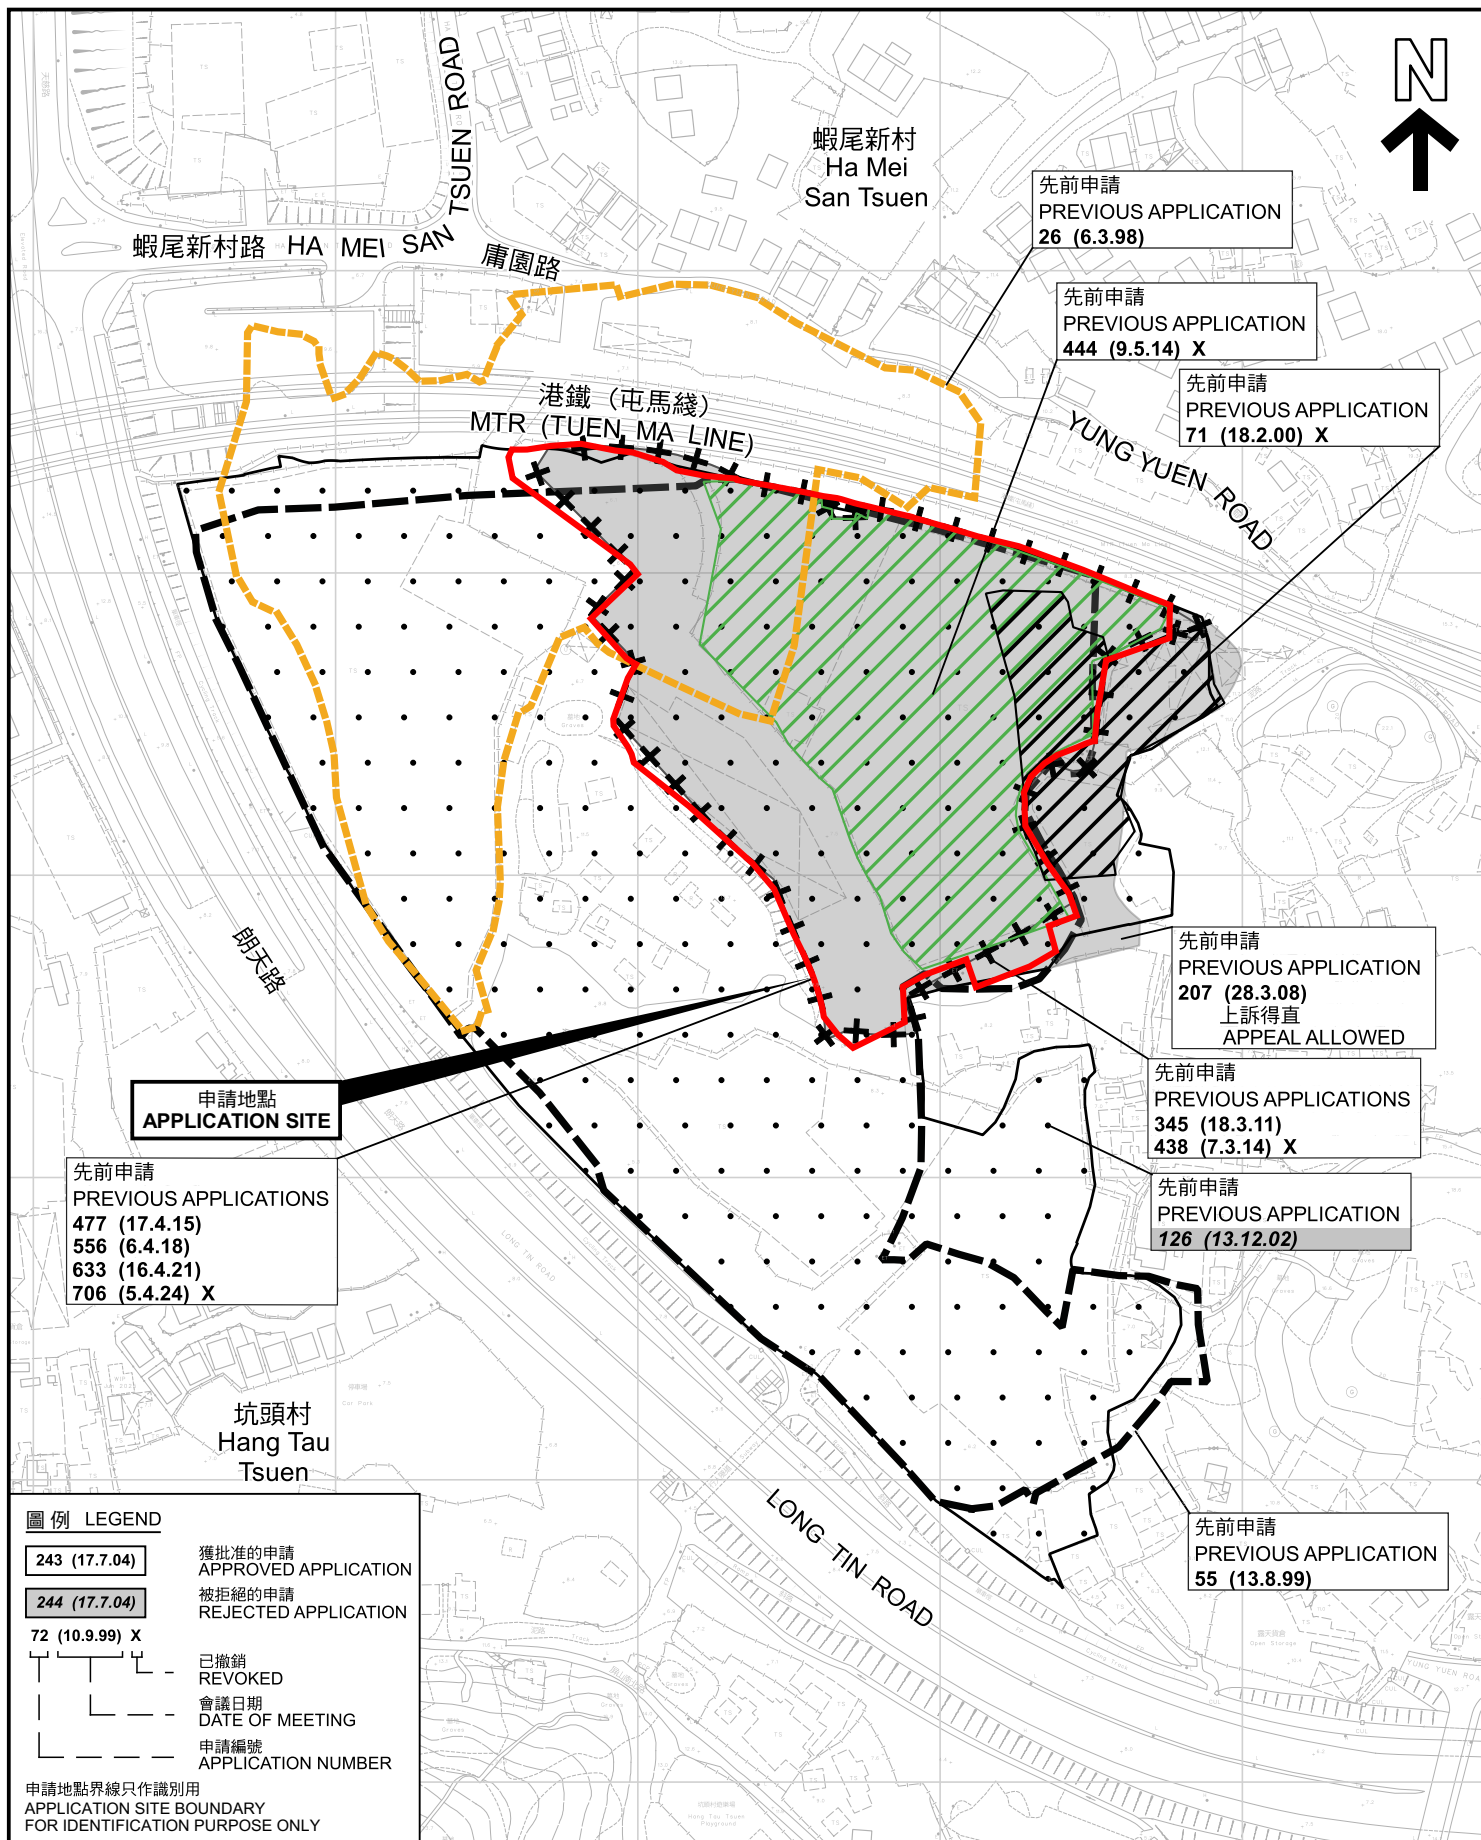 N
蝦尾新村
Ha Mei
San Tsuen
TSUEN ROAD
蝦尾新村路 HA MEI SAN
庸園路
先前申請
PREVIOUS APPLICATION
26 (6.3.98)
先前申請
PREVIOUS APPLICATION
444 (9.5.14) X
先前申請
PREVIOUS APPLICATION
71 (18.2.00) X
港鐵（屯馬綫）
MTR (TUEN MA LINE)
YUNG YUEN ROAD
朗天路
先前申請
PREVIOUS APPLICATION
207 (28.3.08)
上訴得直
APPEAL ALLOWED
申請地點
APPLICATION SITE
先前申請
PREVIOUS APPLICATIONS
345 (18.3.11)
438 (7.3.14) X
先前申請
PREVIOUS APPLICATIONS
477 (17.4.15)
556 (6.4.18)
633 (16.4.21)
706 (5.4.24) X
先前申請
PREVIOUS APPLICATION
126 (13.12.02)
坑頭村
Hang Tau
Tsuen
LONG TIN ROAD
先前申請
PREVIOUS APPLICATION
55 (13.8.99)
圖例 LEGEND
243 (17.7.04)
獲批准的申請
APPROVED APPLICATION
244 (17.7.04)
被拒絕的申請
REJECTED APPLICATION
72 (10.9.99) X
已撤銷
REVOKED
會議日期
DATE OF MEETING
申請編號
APPLICATION NUMBER
申請地點界線只作識別用
APPLICATION SITE BOUNDARY
FOR IDENTIFICATION PURPOSE ONLY